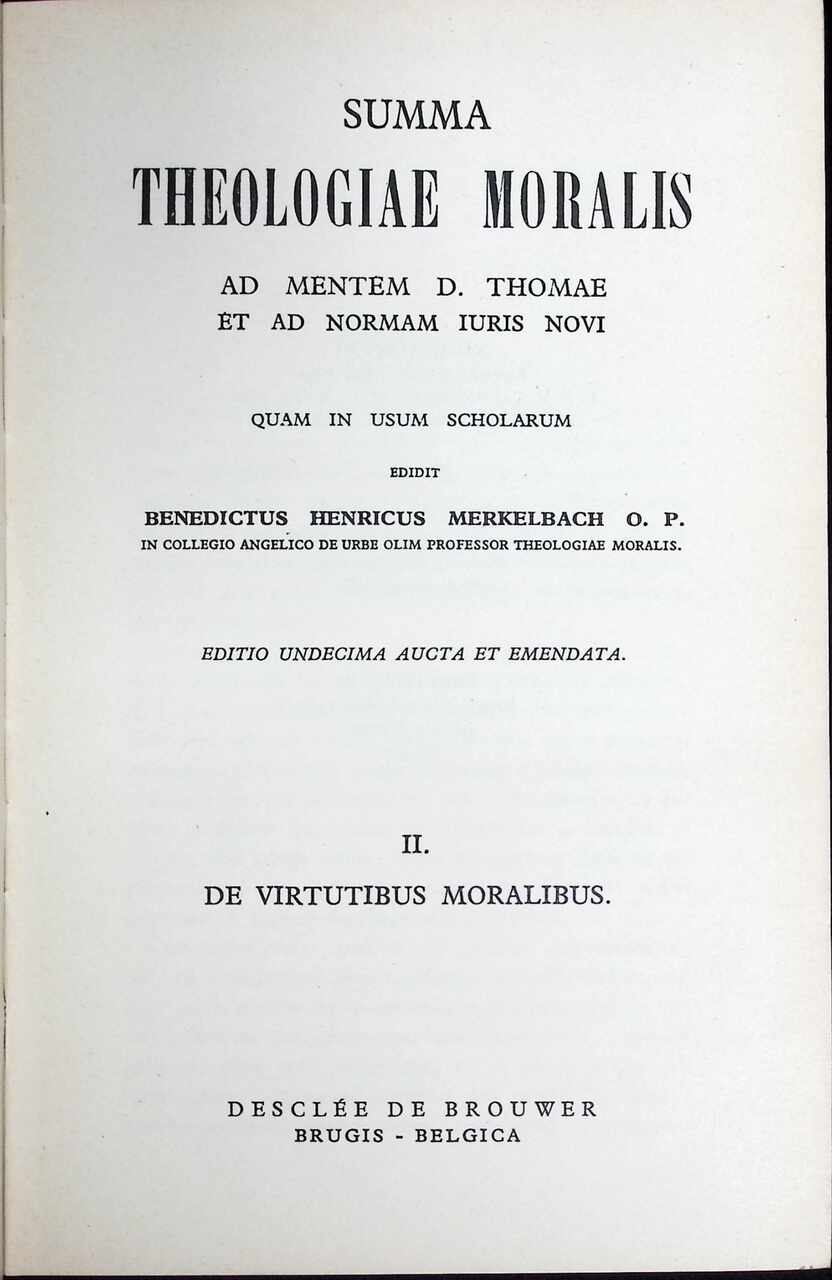 SUMMA
THEOLOGIAE MORALIS
AD MENTEM D. THOMAE
ET AD NORMAM IURIS NOVI
QUAM IN USUM SCHOLARUM
EDIDIT
BENEDICTUS HENRICUS MERKELBACH O. P.
IN COLLEGIO ANGELICO DE URBE OLIM PROFESSOR THEOLOGIAE MORALIS.
EDITIO UNDECIMA AUCTA ET EMENDATA.
II.
DE VIRTUTIBUS MORALIBUS.
DESCLÉE DE BROUWER
BRUGIS - BELGICA